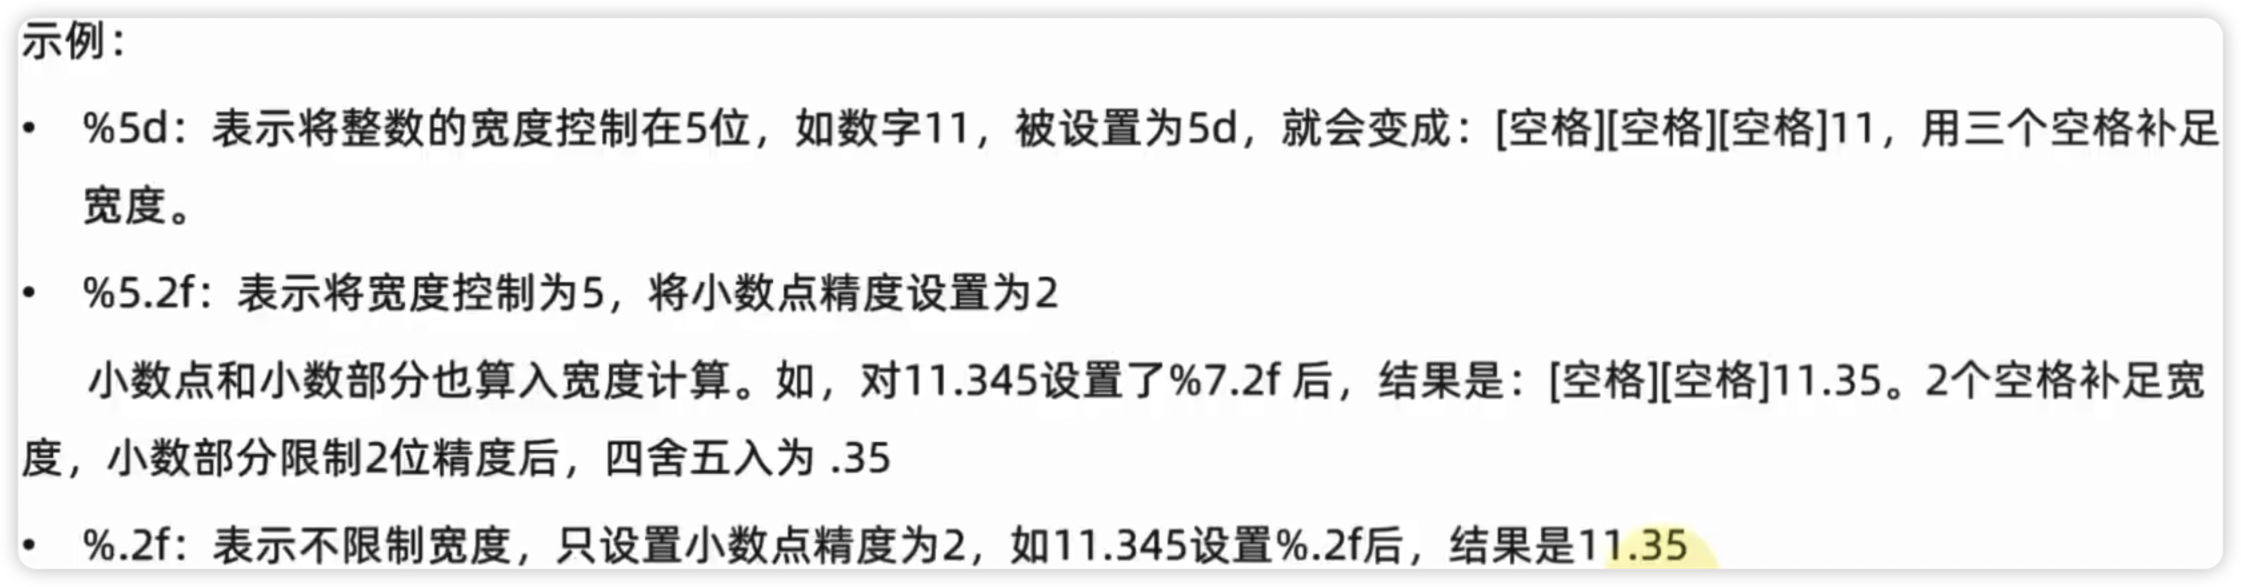 示例：
• %5d：表示将整数的宽度控制在5位，如数字11，被设置为5d，就会变成：[空格][空格][空格]11，用三个空格补足
宽度。
• %5.2f：表示将宽度控制为5，将小数点精度设置为2
小数点和小数部分也算入宽度计算。如，对11.345设置了%7.2f 后，结果是：[空格][空格]11.35。2个空格补足宽
度，小数部分限制2位精度后，四舍五入为 .35
• %.2f：表示不限制宽度，只设置小数点精度为2，如11.345设置%.2f后，结果是11.35